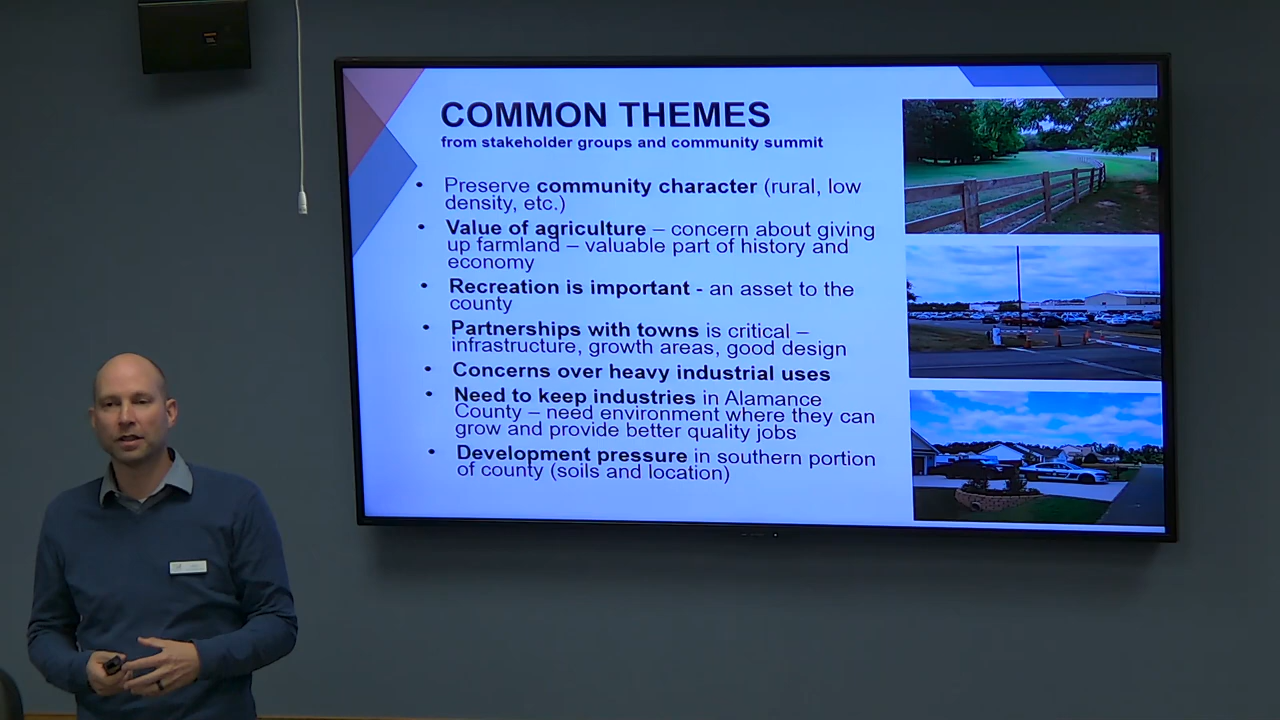 COMMON THEMES
from stakeholder groups and community summit
• Preserve community character (rural, low
density, etc.)
• Value of agriculture – concern about giving
up farmland – valuable part of history and
economy
• Recreation is important - an asset to the
county
• Partnerships with towns is critical –
infrastructure, growth areas, good design
• Concerns over heavy industrial uses
• Need to keep industries in Alamance
County – need environment where they can
grow and provide better quality jobs
• Development pressure in southern portion
of county (soils and location)